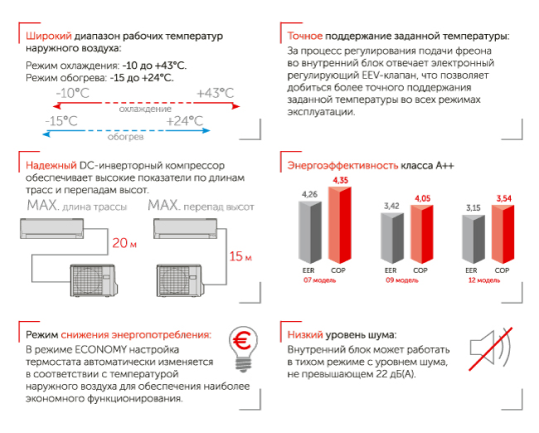 Широкий диапазон рабочих температур
наружного воздуха:
Режим охлаждения: -10 до +43°C.
Режим обогрева: -15 до +24°C.
-10°C +43°C
охлаждение
-15°C +24°C
обогрев
Точное поддержание заданной температуры:
За процесс регулирования подачи фреона
во внутренний блок отвечает электронный
регулирующий EEV-клапан, что позволяет
добиться более точного поддержания
заданной температуры во всех режимах
эксплуатации.
Надежный DC-инверторный компрессор
обеспечивает высокие показатели по длинам
трасс и перепадам высот.
MAX. длина трассы MAX. перепад высот
20 м
15 м
Энергоэффективность класса A++
4,26 4,35 3,42 4,05 3,15 3,54
EER COP EER COP EER COP
07 модель 09 модель 12 модель
Режим снижения энергопотребления:
В режиме ECONOMY настройка
термостата автоматически изменяется
в соответствии с температурой
наружного воздуха для обеспечения наиболее
экономного функционирования.
€
Низкий уровень шума:
Внутренний блок может работать
в тихом режиме с уровнем шума,
не превышающем 22 дБ(А).